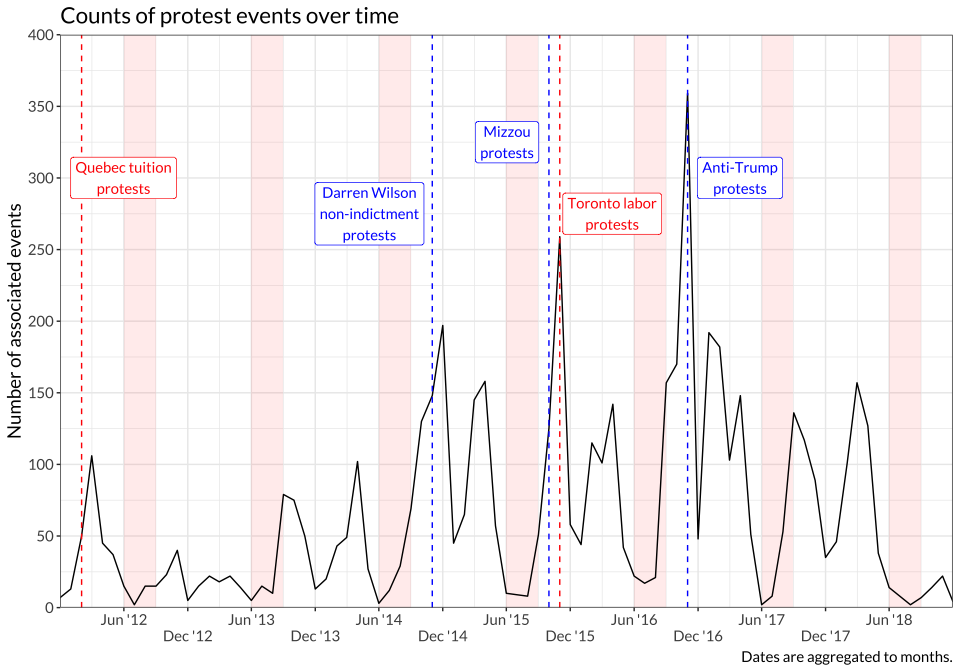 Counts of protest events over time
Number of associated events
400
350
300
250
200
150
100
50
0
Quebec tuition
protests
Darren Wilson
non-indictment
protests
Mizzou
protests
Toronto labor
protests
Anti-Trump
protests
Jun '12
Dec '12
Jun '13
Dec '13
Jun '14
Dec '14
Jun '15
Dec '15
Jun '16
Dec '16
Jun '17
Dec '17
Jun '18
Dates are aggregated to months.